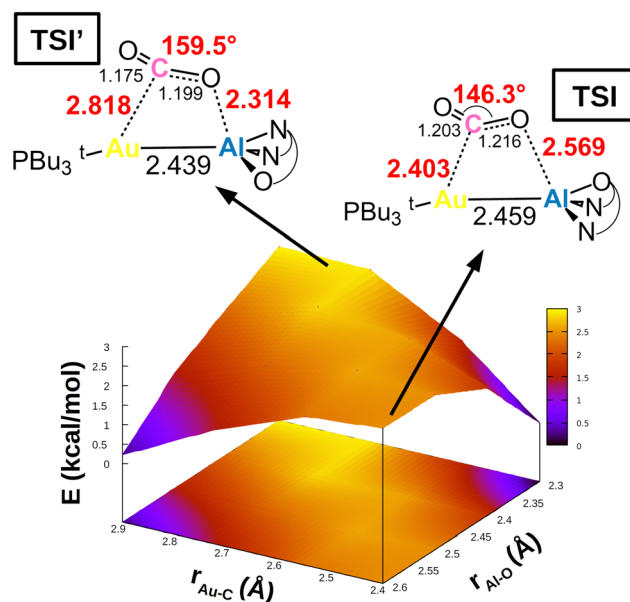 TSI'
159.5°
O
C
O
1.175
1.199
2.818
2.314
N
N
O
PBu3
t
Au
2.439
Al
TSI
146.3°
O
C
O
1.203
1.216
2.403
2.569
O
N
N
PBu3
t
Au
2.459
Al
E (kcal/mol)
3
2.5
2
1.5
1
0.5
0
3
2.5
2
1.5
1
0.5
0
2.9
2.8
2.7
2.6
2.5
2.4
rAu-C (Å)
2.6
2.55
2.5
2.45
2.4
2.35
2.3
rAl-O (Å)